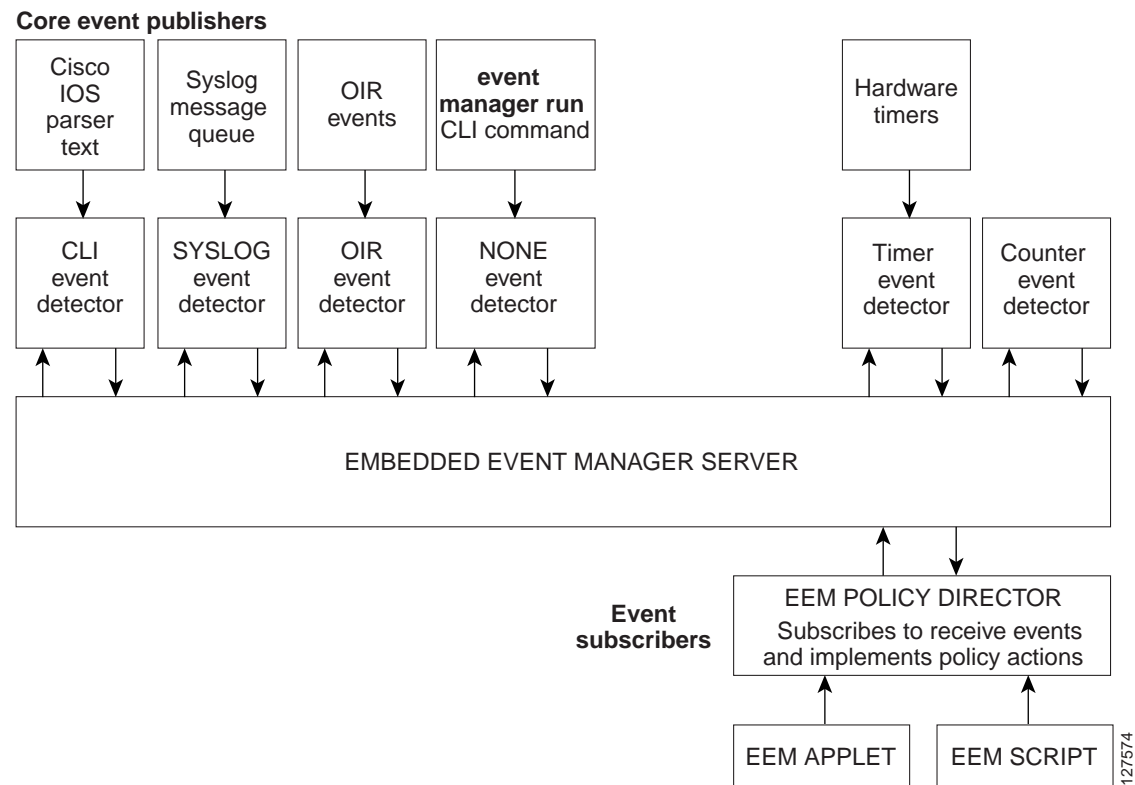 Core event publishers
Cisco
IOS
parser
text
Syslog
message
queue
OIR
events
event
manager run
CLI command
Hardware
timers
CLI
event
detector
SYSLOG
event
detector
OIR
event
detector
NONE
event
detector
Timer
event
detector
Counter
event
detector
EMBEDDED EVENT MANAGER SERVER
Event
subscribers
EEM POLICY DIRECTOR
Subscribes to receive events
and implements policy actions
EEM APPLET
EEM SCRIPT
127574